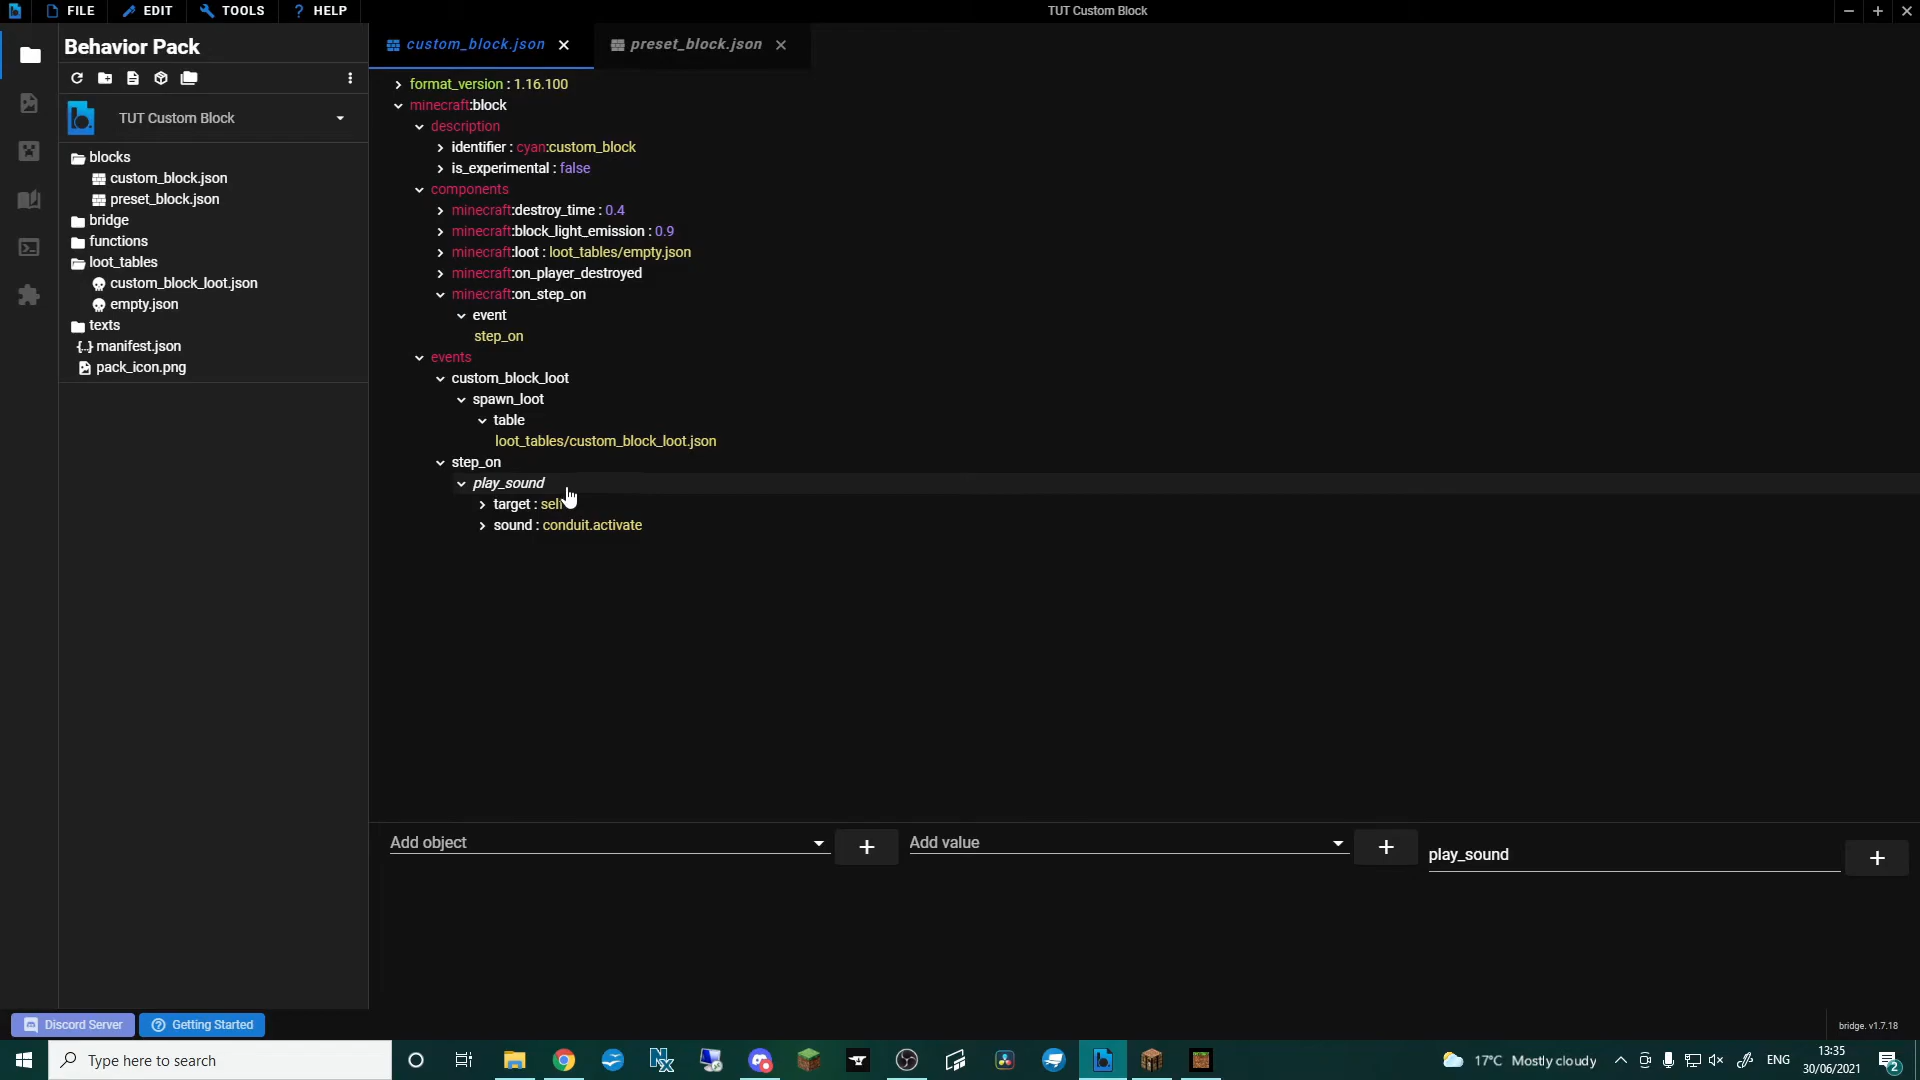 FILE EDIT TOOLS HELP TUT Custom Block
Behavior Pack
custom_block.json
preset_block.json
TUT Custom Block
blocks
custom_block.json
preset_block.json
bridge
functions
loot_tables
custom_block_loot.json
empty.json
texts
manifest.json
pack_icon.png
format_version : 1.16.100
minecraft:block
description
identifier : cyan:custom_block
is_experimental : false
components
minecraft:destroy_time : 0.4
minecraft:block_light_emission : 0.9
minecraft:loot : loot_tables/empty.json
minecraft:on_player_destroyed
minecraft:on_step_on
event
step_on
events
custom_block_loot
spawn_loot
table
loot_tables/custom_block_loot.json
step_on
play_sound
target : self
sound : conduit.activate
Add object
Add value
play_sound
Discord Server
Getting Started
bridge. v1.7.18
Type here to search
17°C Mostly cloudy
ENG
13:35
30/06/2021
2